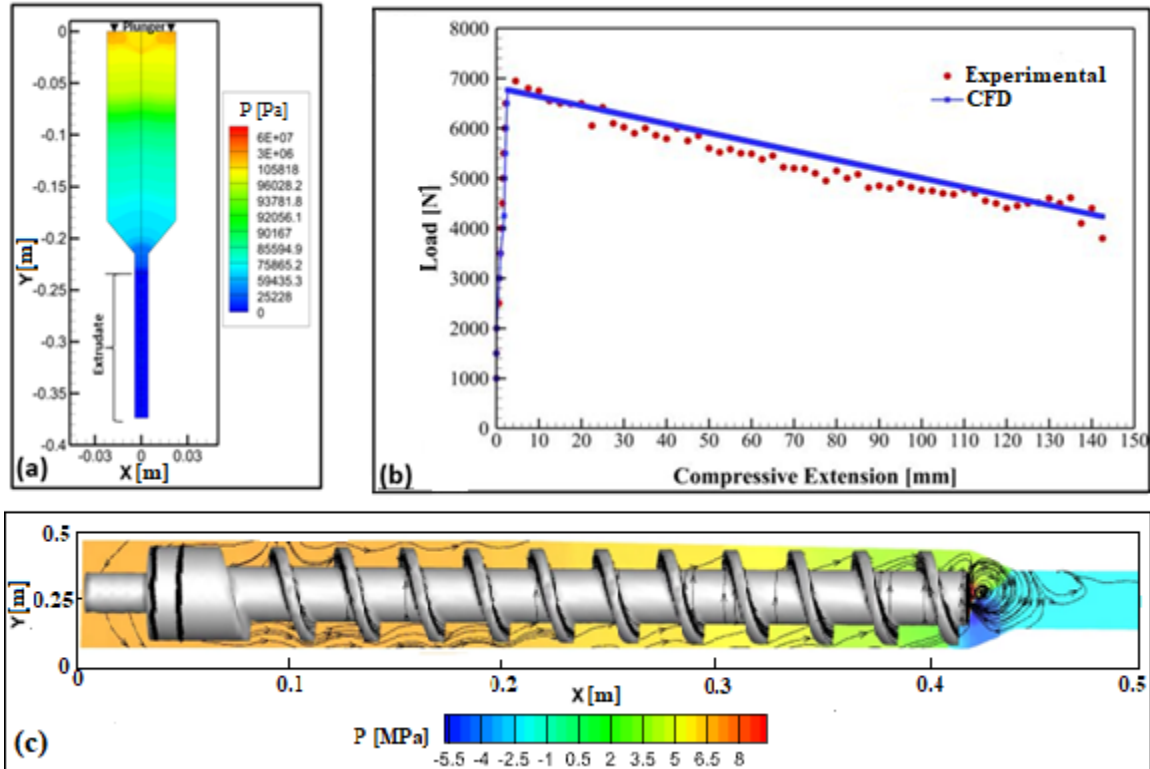 ▼ Plunger ▼
0
-0.05
-0.1
-0.15
-0.2
-0.25
-0.3
-0.35
-0.4
Y [m]
Extrudate
-0.03 0 0.03
X [m]
(a)
P [Pa]
6E+07
3E+06
105818
96028.2
93781.8
92056.1
90167
85594.9
75865.2
59435.3
25228
0
8000
7000
6000
5000
4000
3000
2000
1000
0
Load [N]
Experimental
CFD
10 20 30 40 50 60 70 80 90 100 110 120 130 140 150
Compressive Extension [mm]
(b)
0.5
0.25
0
Y [m]
0 0.1 0.2 0.3 0.4 0.5
X [m]
P [MPa]
-5.5 -4 -2.5 -1 0.5 2 3.5 5 6.5 8
(c)